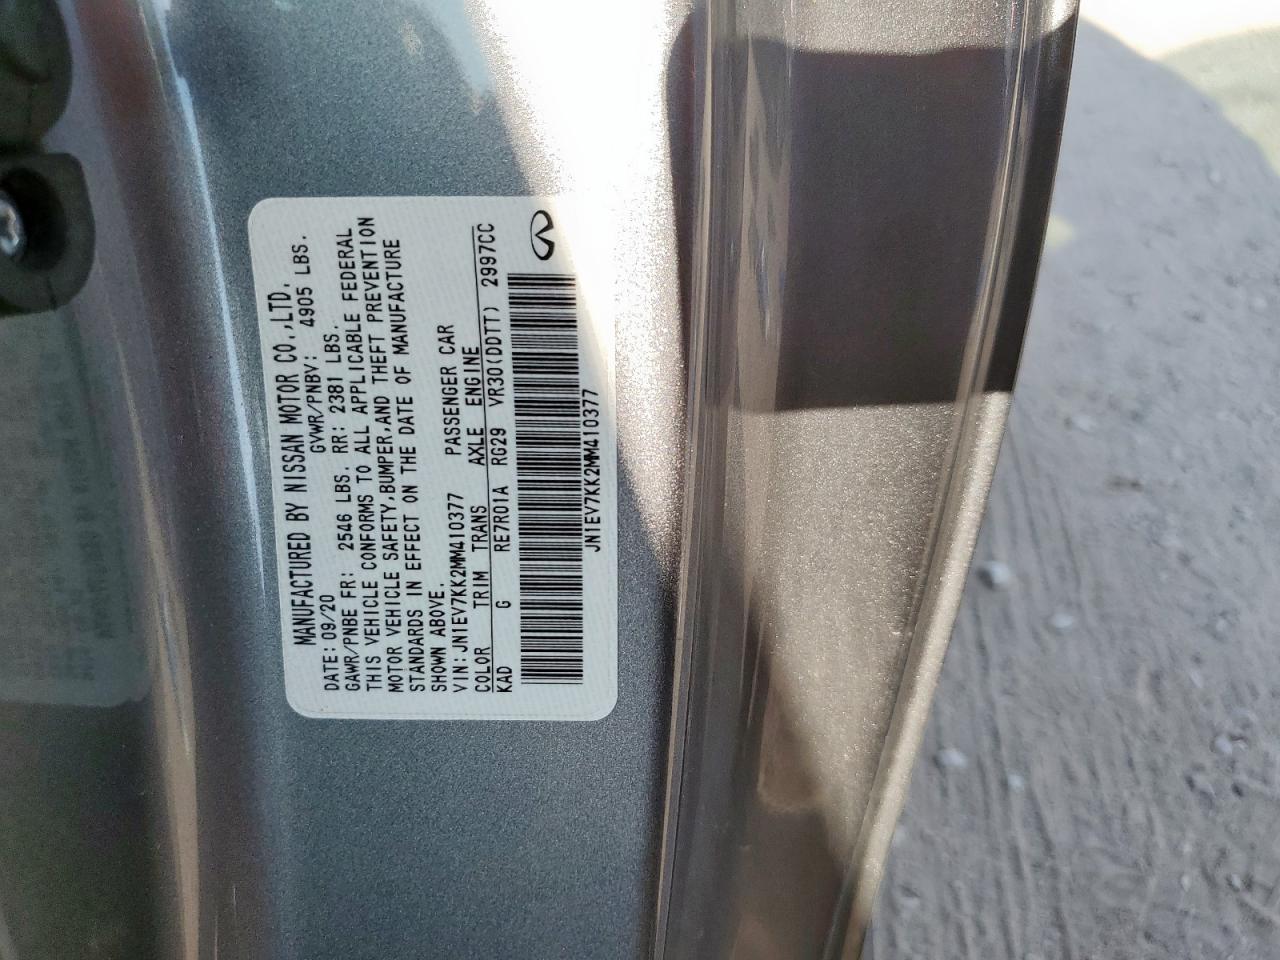 MANUFACTURED BY NISSAN MOTOR CO.,LTD.
DATE: 09/20 GVWR/PNBV: 4905 LBS.
GAWR/PNBE FR: 2546 LBS. RR: 2381 LBS.
THIS VEHICLE CONFORMS TO ALL APPLICABLE FEDERAL
MOTOR VEHICLE SAFETY,BUMPER,AND THEFT PREVENTION
STANDARDS IN EFFECT ON THE DATE OF MANUFACTURE
SHOWN ABOVE.
VIN:JN1EV7KK2MM410377 PASSENGER CAR
COLOR TRIM TRANS AXLE ENGINE
KAD G RE7R01A RG29 VR30(DDTT) 2997CC
JN1EV7KK2MM410377